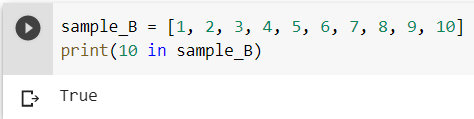 sample_B = [1, 2, 3, 4, 5, 6, 7, 8, 9, 10]
print(10 in sample_B)
True